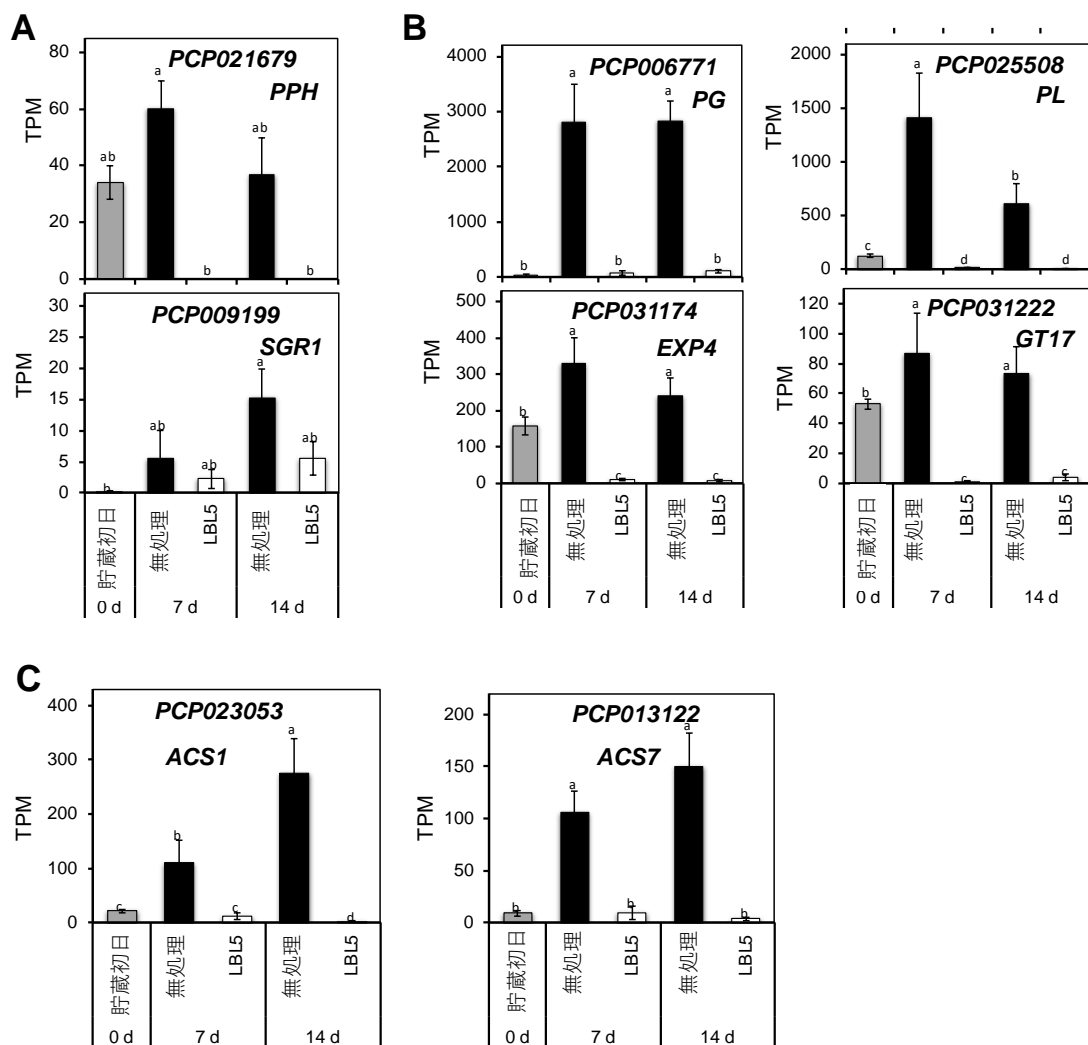 A
80
60
40
20
0
TPM
PCP021679
PPH
ab
a
b
ab
b
30
25
20
15
10
5
0
TPM
PCP009199
SGR1
b
ab
ab
a
ab
貯蔵初日
無処理
LBL5
無処理
LBL5
0 d
7 d
14 d
B
4000
3000
2000
1000
0
TPM
PCP006771
PG
b
a
b
a
b
2000
1500
1000
500
0
TPM
PCP025508
PL
c
a
d
b
d
500
400
300
200
100
0
TPM
PCP031174
EXP4
b
a
c
a
c
貯蔵初日
無処理
LBL5
無処理
LBL5
0 d
7 d
14 d
120
100
80
60
40
20
0
TPM
PCP031222
GT17
b
a
c
a
c
貯蔵初日
無処理
LBL5
無処理
LBL5
0 d
7 d
14 d
C
400
300
200
100
0
TPM
PCP023053
ACS1
c
b
c
a
d
貯蔵初日
無処理
LBL5
無処理
LBL5
0 d
7 d
14 d
200
150
100
50
0
TPM
PCP013122
ACS7
b
a
b
a
b
貯蔵初日
無処理
LBL5
無処理
LBL5
0 d
7 d
14 d